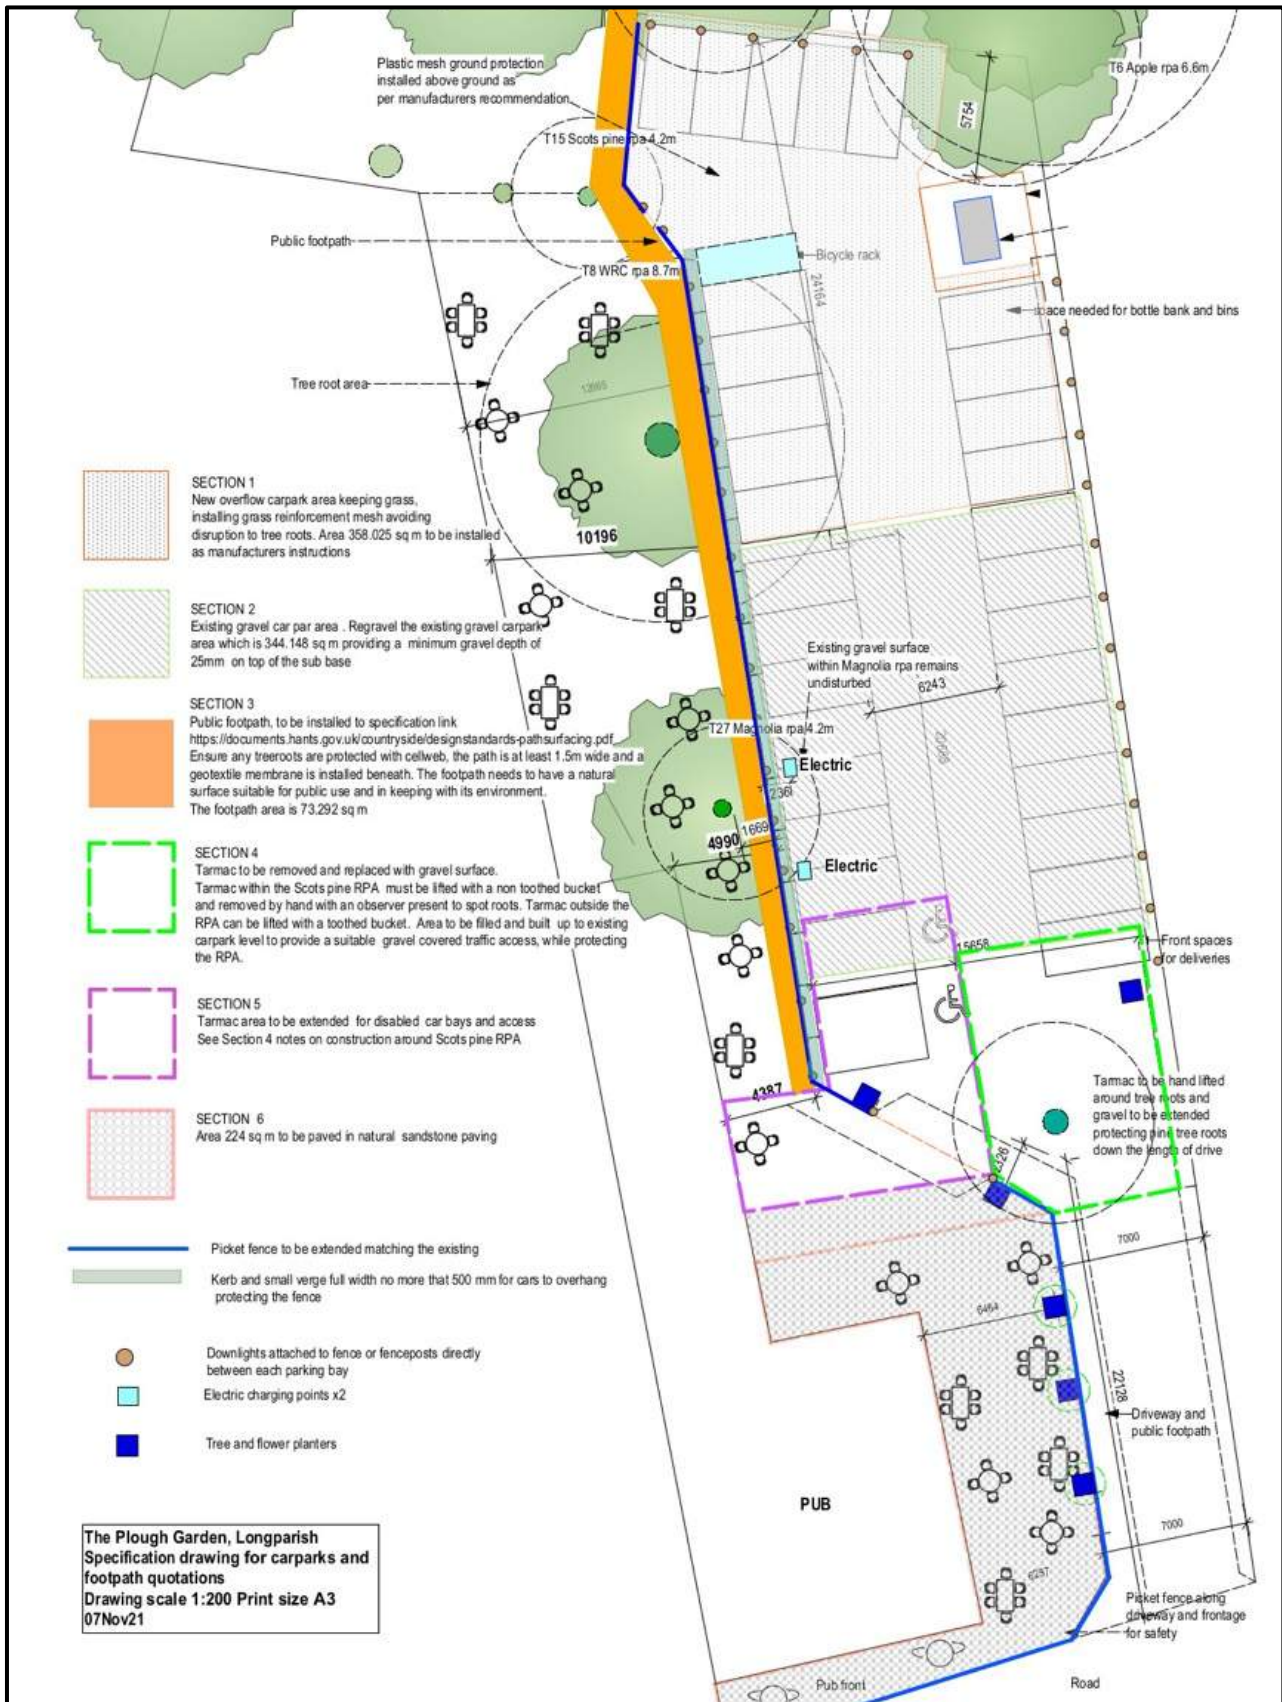 Plastic mesh ground protection
installed above ground as
per manufacturers recommendation
T6 Apple rpa 6.6m
5754
T15 Scots pine rpa 4.2m
Public footpath
T8 WRC rpa 8.7m
Bicycle rack
24164
space needed for bottle bank and bins
Tree root area
10196
SECTION 1
New overflow carpark area keeping grass,
installing grass reinforcement mesh avoiding
disruption to tree roots. Area 358.025 sq m to be installed
as manufacturers instructions
SECTION 2
Existing gravel car par area . Regravel the existing gravel carpark
area which is 344.148 sq m providing a minimum gravel depth of
25mm on top of the sub base
Existing gravel surface
within Magnolia rpa remains
undisturbed
6243
SECTION 3
Public footpath, to be installed to specification link
https://documents.hants.gov.uk/countryside/designstandards-pathsurfacing.pdf
Ensure any treeroots are protected with cellweb, the path is at least 1.5m wide and a
geotextile membrane is installed beneath. The footpath needs to have a natural
surface suitable for public use and in keeping with its environment.
The footpath area is 73.292 sq m
T27 Magnolia rpa 4.2m
Electric
236
1669
4990
Electric
SECTION 4
Tarmac to be removed and replaced with gravel surface.
Tarmac within the Scots pine RPA must be lifted with a non toothed bucket
and removed by hand with an observer present to spot roots. Tarmac outside the
RPA can be lifted with a toothed bucket. Area to be filled and built up to existing
carpark level to provide a suitable gravel covered traffic access, while protecting
the RPA.
15658
Front spaces
for deliveries
SECTION 5
Tarmac area to be extended for disabled car bays and access
See Section 4 notes on construction around Scots pine RPA
4387
Tarmac to be hand lifted
around tree roots and
gravel to be extended
protecting pine tree roots
down the length of drive
2326
SECTION 6
Area 224 sq m to be paved in natural sandstone paving
Picket fence to be extended matching the existing
7000
Kerb and small verge full width no more that 500 mm for cars to overhang
protecting the fence
6464
Downlights attached to fence or fenceposts directly
between each parking bay
Electric charging points x2
22128
Driveway and
public footpath
Tree and flower planters
PUB
The Plough Garden, Longparish
Specification drawing for carparks and
footpath quotations
Drawing scale 1:200 Print size A3
07Nov21
7000
Picket fence along
driveway and frontage
for safety
Pub front
Road